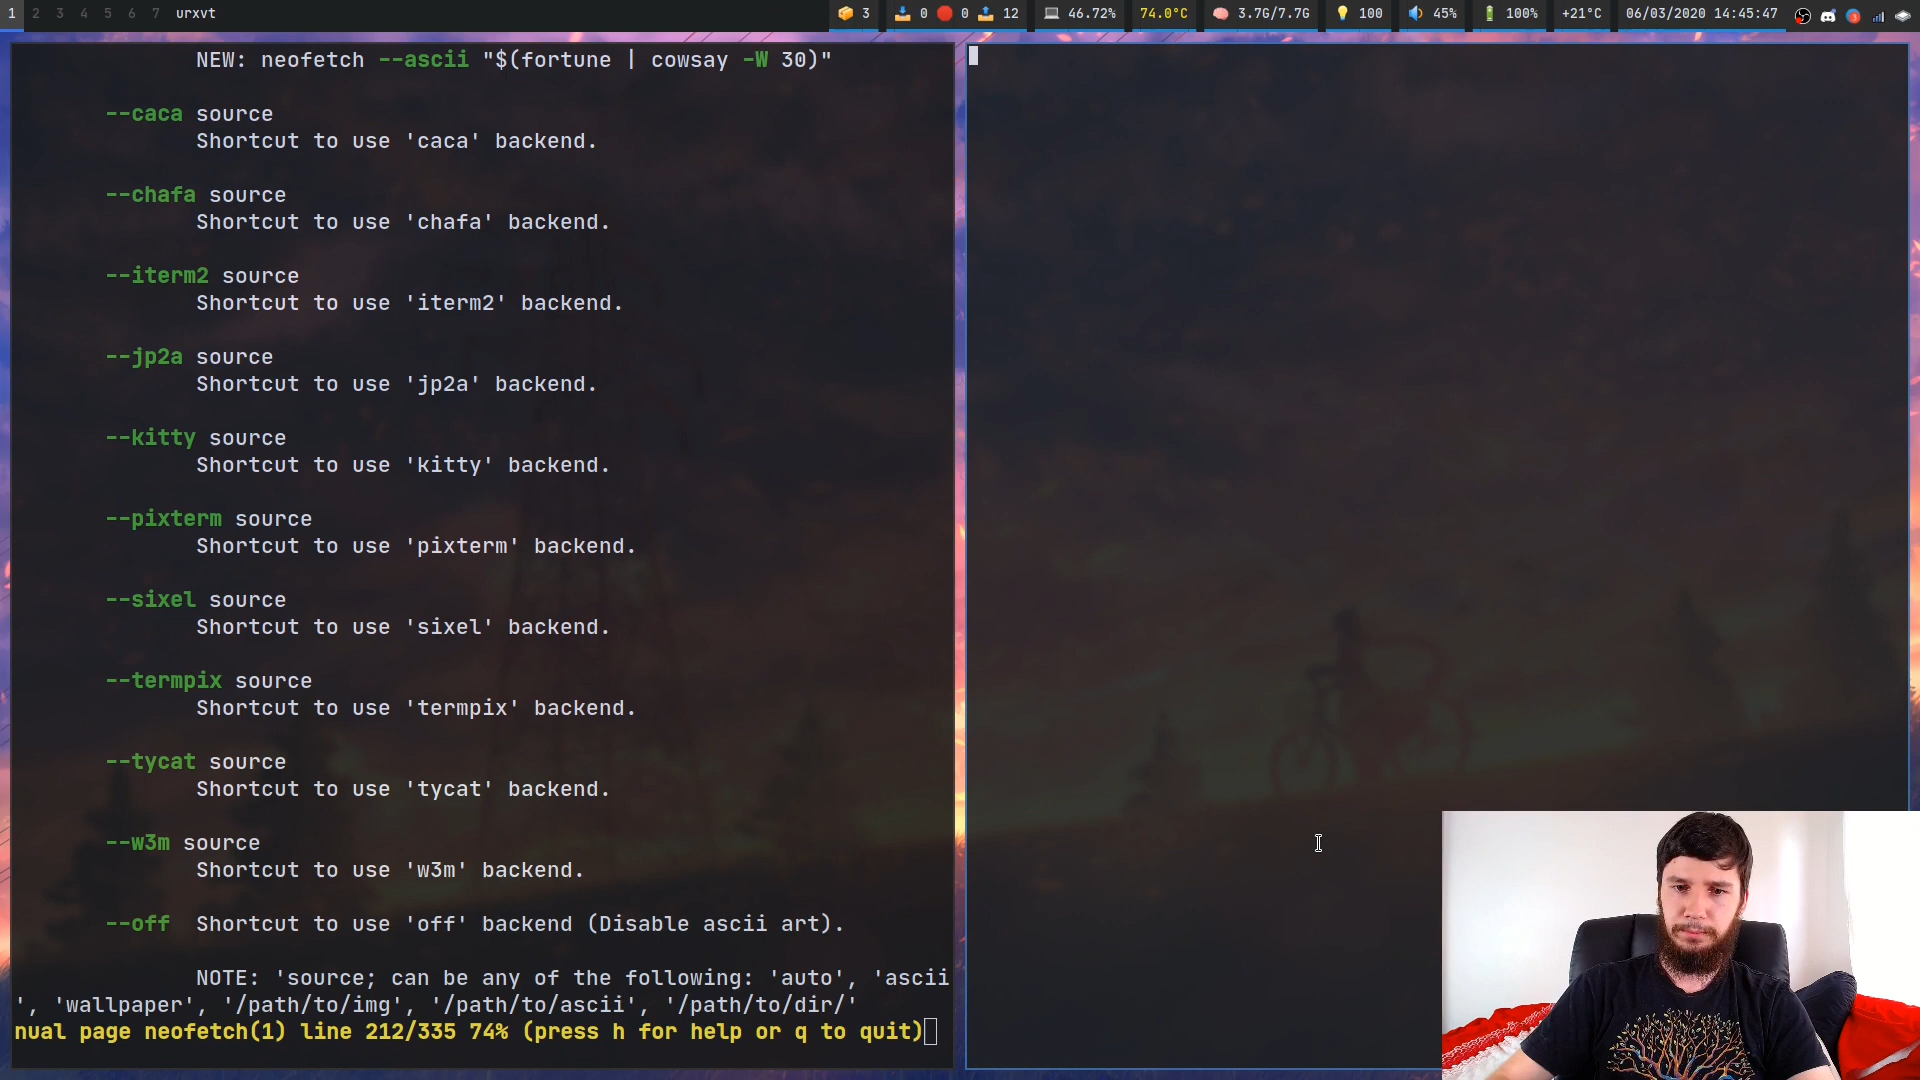 1 2 3 4 5 6 7 urxvt 3 0 0 12 46.72% 74.0°C 3.7G/7.7G 100 45% 100% +21°C 06/03/2020 14:45:47
NEW: neofetch --ascii "$(fortune | cowsay -W 30)"
--caca source
Shortcut to use 'caca' backend.
--chafa source
Shortcut to use 'chafa' backend.
--iterm2 source
Shortcut to use 'iterm2' backend.
--jp2a source
Shortcut to use 'jp2a' backend.
--kitty source
Shortcut to use 'kitty' backend.
--pixterm source
Shortcut to use 'pixterm' backend.
--sixel source
Shortcut to use 'sixel' backend.
--termpix source
Shortcut to use 'termpix' backend.
--tycat source
Shortcut to use 'tycat' backend.
--w3m source
Shortcut to use 'w3m' backend.
--off Shortcut to use 'off' backend (Disable ascii art).
NOTE: 'source; can be any of the following: 'auto', 'ascii
', 'wallpaper', '/path/to/img', '/path/to/ascii', '/path/to/dir/'
nual page neofetch(1) line 212/335 74% (press h for help or q to quit)